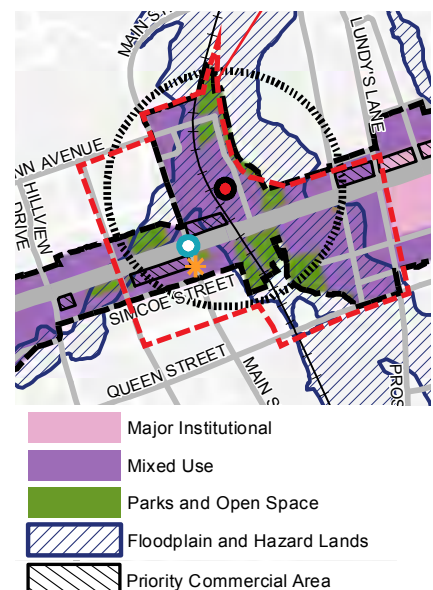 MAIN S
LUNDY'S LANE
AIN AVENUE
HILLVIEW
DRIVE
SIMCOE STREET
QUEEN STREET
MAIN S
PROS
Major Institutional
Mixed Use
Parks and Open Space
Floodplain and Hazard Lands
Priority Commercial Area